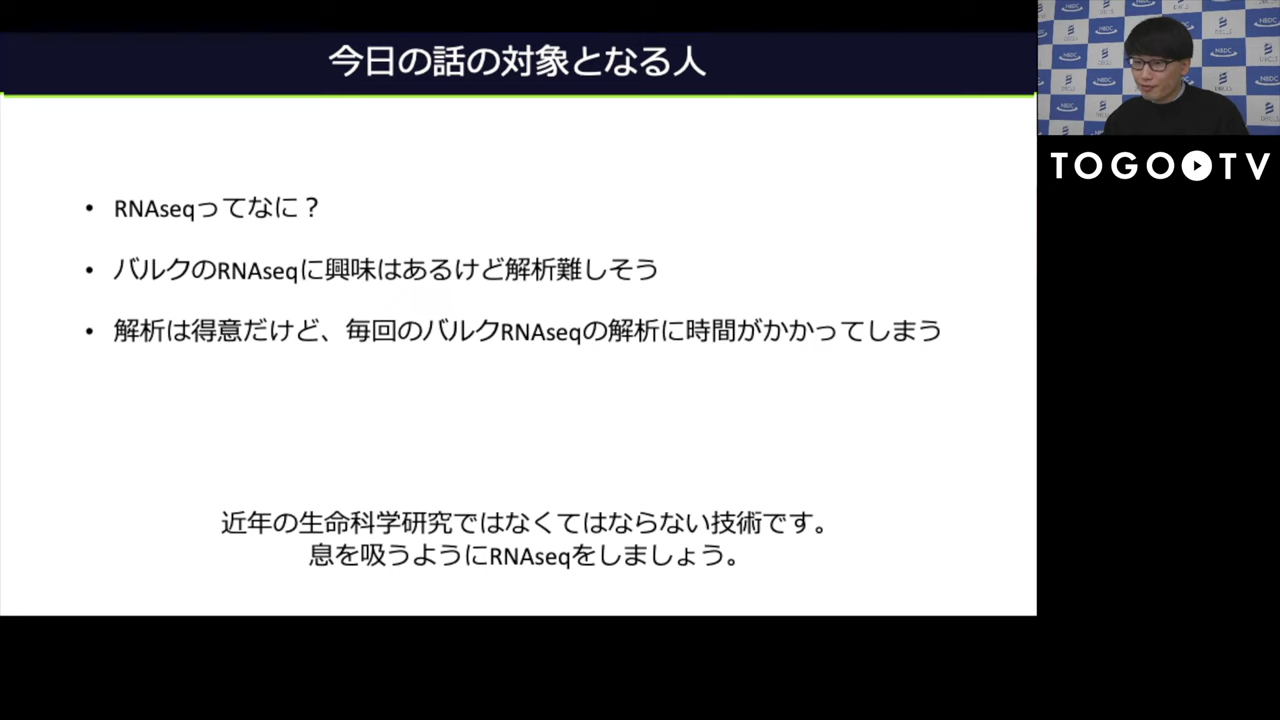 今日の話の対象となる人
• RNAseqってなに？
• バルクのRNAseqに興味はあるけど解析難しそう
• 解析は得意だけど、毎回のバルクRNAseqの解析に時間がかかってしまう
近年の生命科学研究ではなくてはならない技術です。
息を吸うようにRNAseqをしましょう。
NBDC
DBCLS
TOGO TV